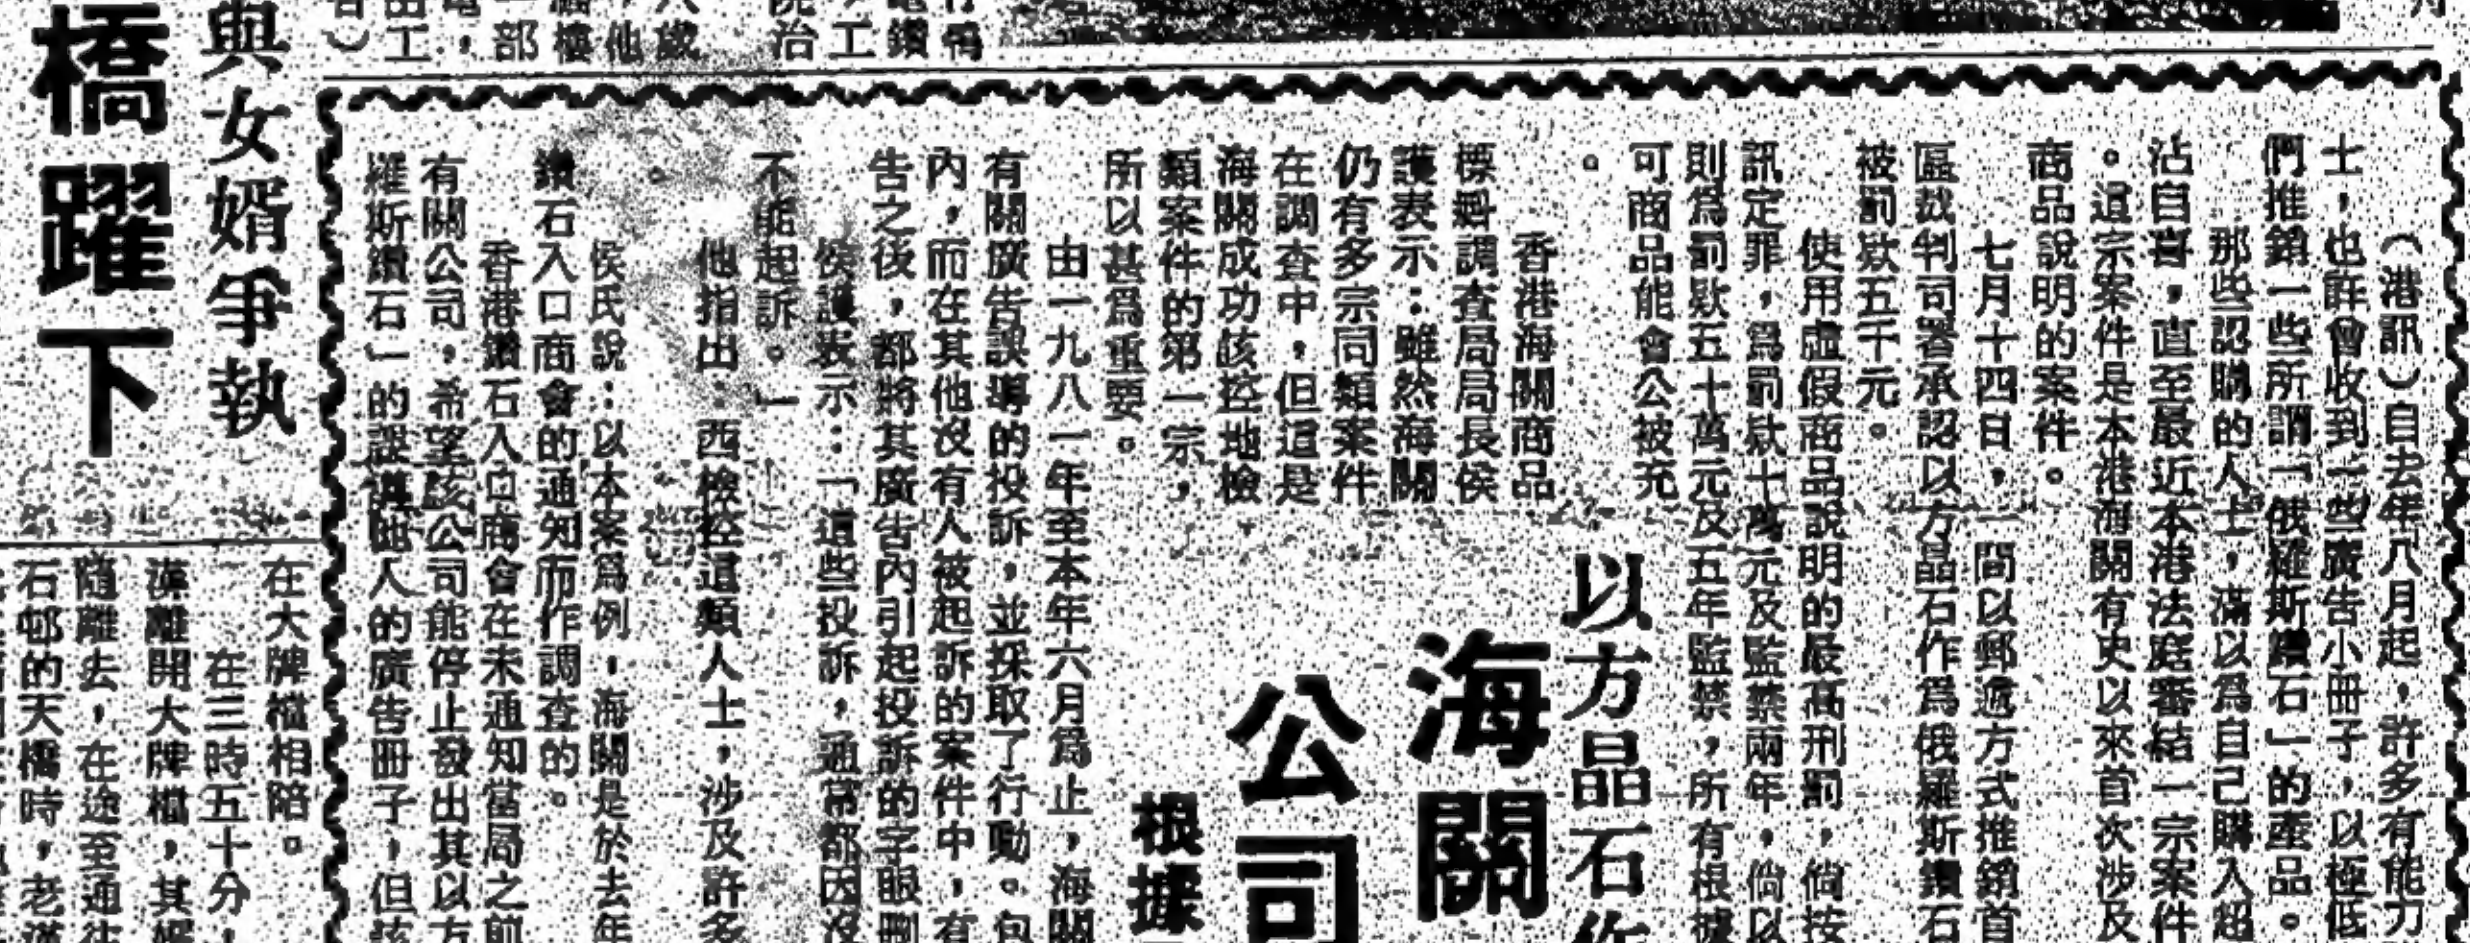 （港訊）自去年八月起，許多有能力
士，也許會收到一些廣告小冊子，以極低
們推銷一些所謂「俄羅斯鑽石」的產品。
那些認購的人士，滿以為自己購入超
沾自喜，直至最近本港法庭審結一宗案件
。這宗案件是本港海關有史以來首次涉及
商品說明的案件。
七月十四日，一間以郵遞方式推銷首
區裁判司署承認以方晶石作爲俄羅斯鑽石
被罰欵五千元。
使用虛假商品說明的最高刑罰，倘按
訊定罪，爲罰欵十萬元及監禁兩年，倘以
則爲罰欵五十萬元及五年監禁，所有根據
可商品能會公被充
。
以方晶石作
海關
公司
根據
香港海關商品
標。調查局局長侯
護表示：雖然海關
仍有多宗同類案件
在調查中，但這是
海關成功該控地檢
類案件的第一宗，
所以甚爲重要。
由一九八一年至本年六月爲止，海關
有關廣告誤導的投訴，並採取了行動。包
內，而在其他沒有人被起訴的案件中，有
告之後，都將其廣告內引起投訴的字眼刪
侯護表示：「這些投訴，通常都因沒
不能起訴。」
他指出：西檢控這類人士，涉及許多
。
侯氏說：以本案爲例，海關是於去年
鑽石入口商會的通知而作調查的。
香港鑽石入口商會在未通知當局之前
有關公司，希望該公司能停止發出其以方
羅斯鑽石」的誤導他人的廣告冊子，但該
與女婿爭執
橋躍下
在大牌檔相陪。
在三時五十分，
漢離開大牌檔，其婿
隨離去，在途至通往
石邨的天橋時，老漢